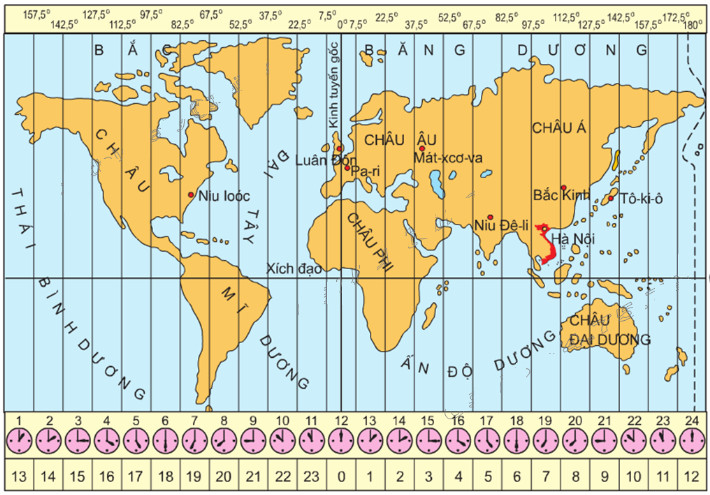 157,5° 127,5° 97,5° 67,5° 37,5° 7,5° 22,5° 52,5° 82,5° 112,5° 142,5° 172,5°
142,5° 112,5° 82,5° 52,5° 22,5° 0° 7,5° 37,5° 67,5° 97,5° 127,5° 157,5° 180°
BẮC BĂNG DƯƠNG
Kinh tuyến gốc
CHÂU MĨ
CHÂU ÂU
CHÂU Á
Luân Đôn
Mát-xcơ-va
Pa-ri
Niu Ioóc
Bắc Kinh
Tô-ki-ô
THÁI BÌNH DƯƠNG
ĐẠI TÂY DƯƠNG
CHÂU PHI
Niu Đê-li
Hà Nội
Xích đạo
CHÂU
ĐẠI DƯƠNG
ẤN ĐỘ DƯƠNG
1 2 3 4 5 6 7 8 9 10 11 12 13 14 15 16 17 18 19 20 21 22 23 24
13 14 15 16 17 18 19 20 21 22 23 0 1 2 3 4 5 6 7 8 9 10 11 12